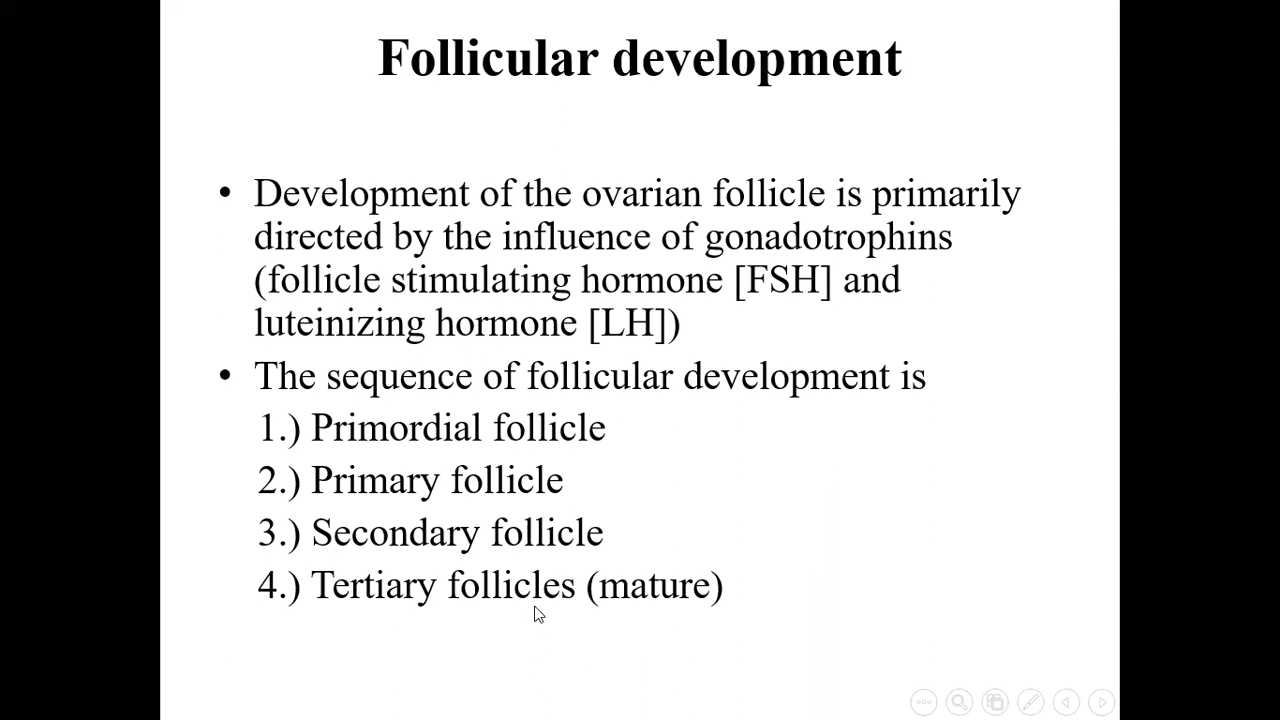 Follicular development
• Development of the ovarian follicle is primarily
directed by the influence of gonadotrophins
(follicle stimulating hormone [FSH] and
luteinizing hormone [LH])
• The sequence of follicular development is
1.) Primordial follicle
2.) Primary follicle
3.) Secondary follicle
4.) Tertiary follicles (mature)